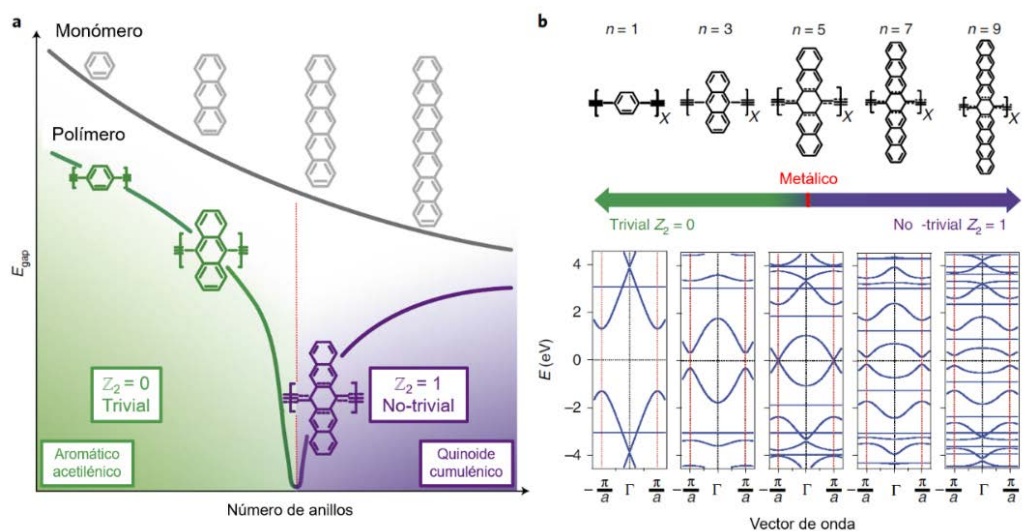 a
Monómero
Polímero
E_gap
ℤ₂ = 0
Trivial
ℤ₂ = 1
No-trivial
Aromático
acetilénico
Quinoide
cumulénico
Número de anillos
b
n = 1 n = 3 n = 5 n = 7 n = 9
X X X X X
Metálico
Trivial Z₂ = 0 No -trivial Z₂ = 1
E (eV)
4
2
0
−2
−4
−π/a Γ π/a −π/a Γ π/a −π/a Γ π/a −π/a Γ π/a −π/a Γ π/a
Vector de onda